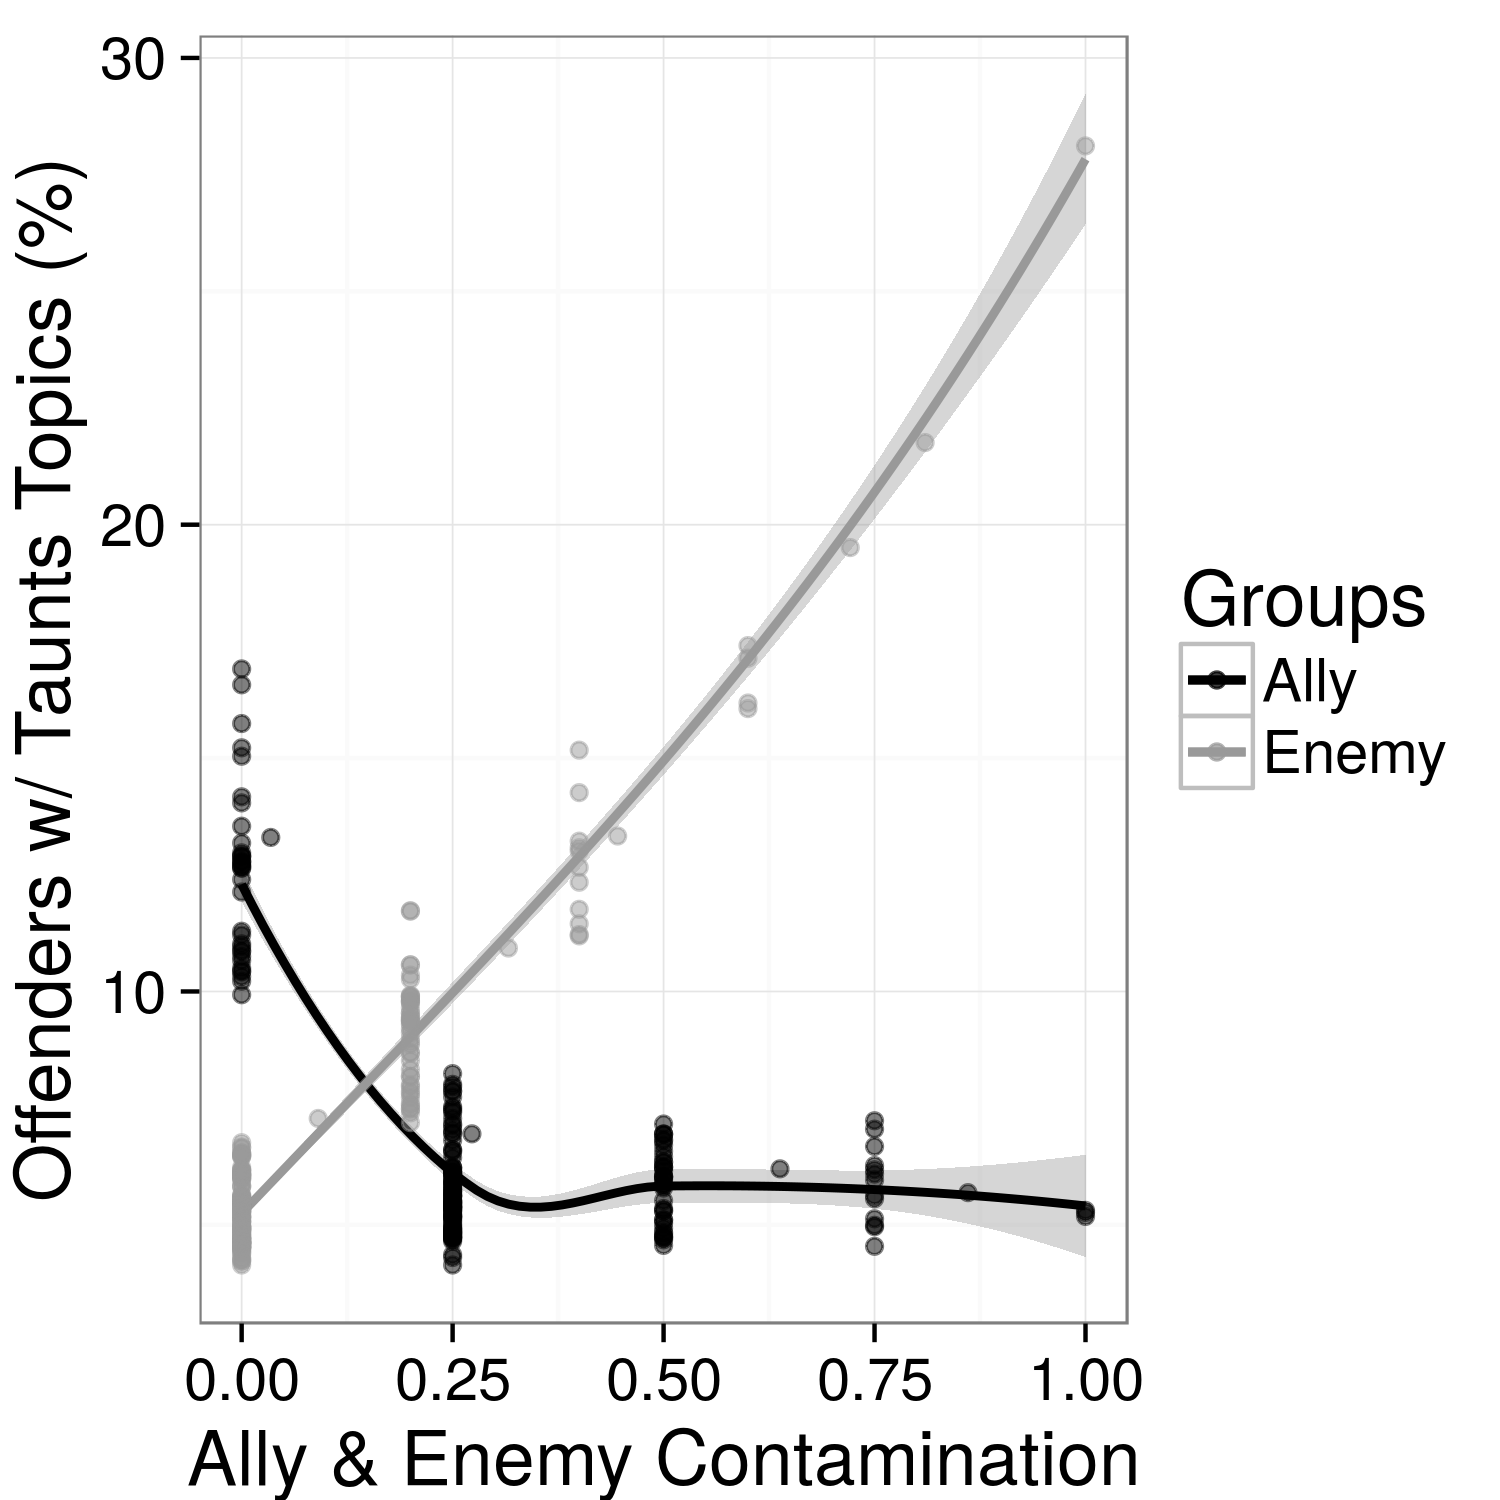 Offenders w/ Taunts Topics (%)
30
20
10
0.00 0.25 0.50 0.75 1.00
Ally & Enemy Contamination
Groups
Ally
Enemy